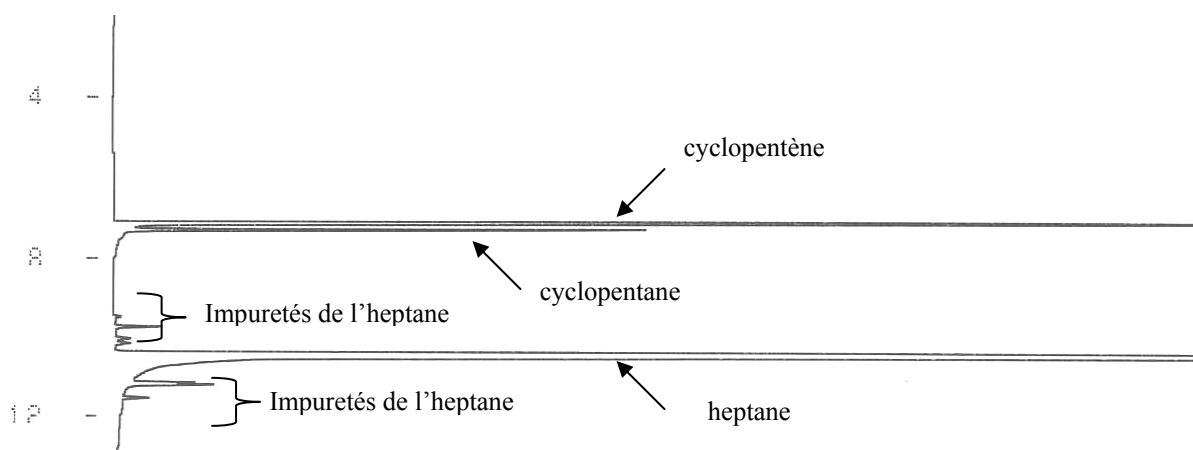 4
cyclopentène
8
cyclopentane
Impuretés de l’heptane
Impuretés de l’heptane
heptane
12